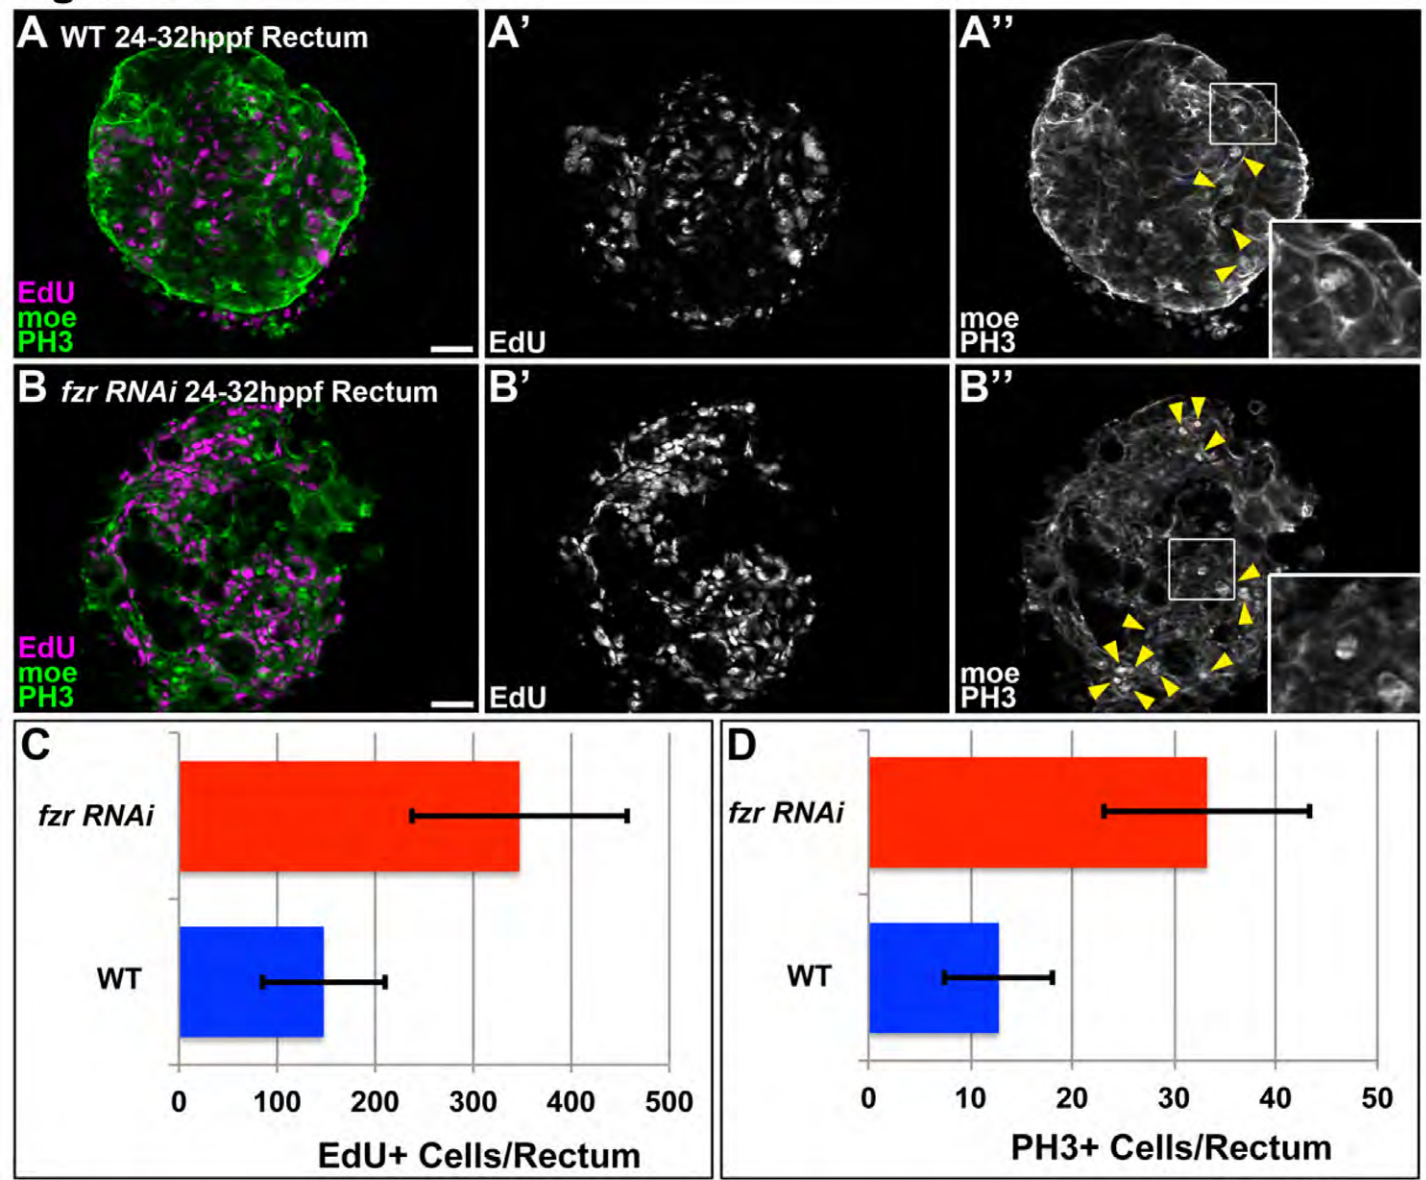 A WT 24-32hppf Rectum
EdU
moe
PH3
A’
EdU
A’’
moe
PH3
B fzr RNAi 24-32hppf Rectum
EdU
moe
PH3
B’
EdU
B’’
moe
PH3
C
fzr RNAi
WT
0 100 200 300 400 500
EdU+ Cells/Rectum
D
fzr RNAi
WT
0 10 20 30 40 50
PH3+ Cells/Rectum